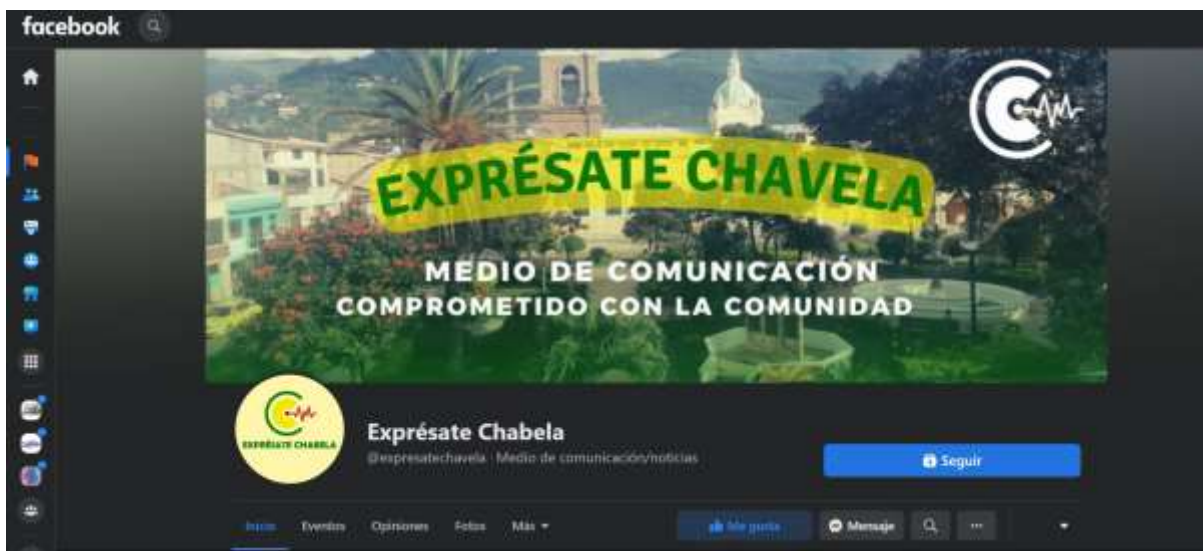 facebook
EXPRÉSATE CHAVELA
MEDIO DE COMUNICACIÓN
COMPROMETIDO CON LA COMUNIDAD
EXPRÉSATE CHABELA
Exprésate Chabela
@expresatechavela · Medio de comunicación/noticias
Seguir
Inicio Eventos Opiniones Fotos Más
Me gusta Mensaje